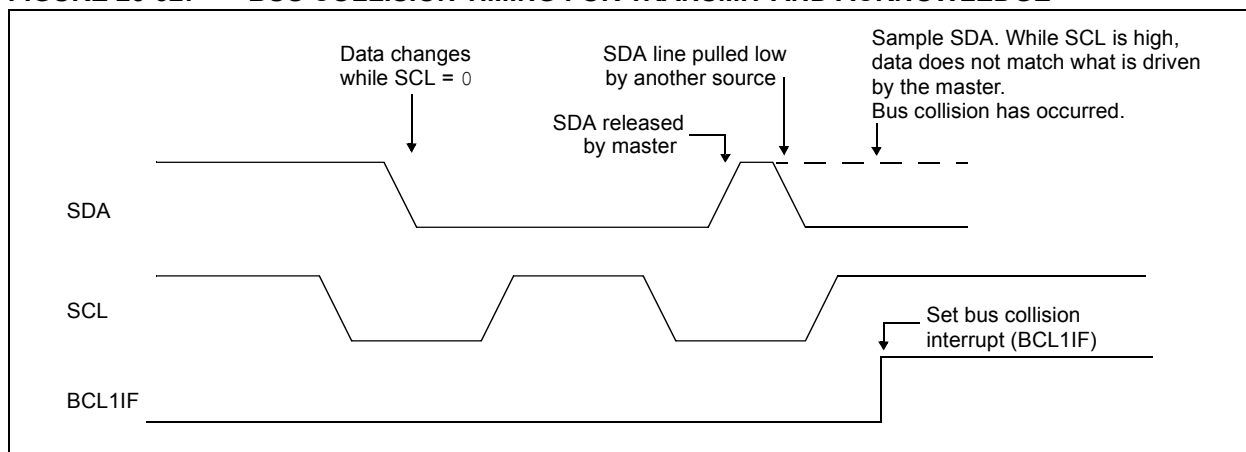 Data changes
while SCL = 0
SDA line pulled low
by another source
Sample SDA. While SCL is high,
data does not match what is driven
by the master.
Bus collision has occurred.
SDA released
by master
SDA
SCL
Set bus collision
interrupt (BCL1IF)
BCL1IF